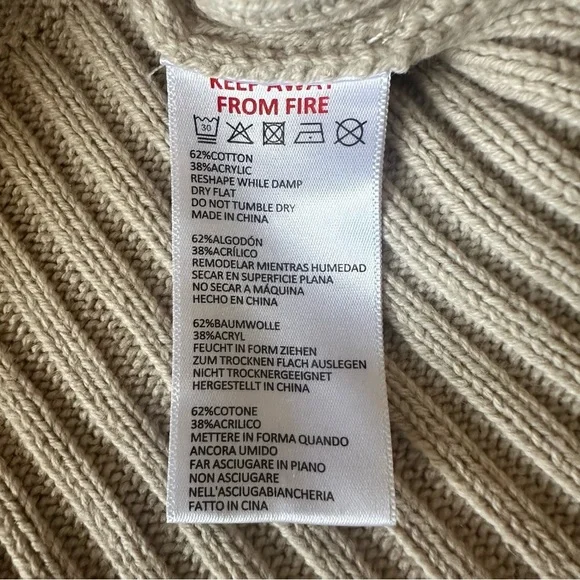 KEEP AWAY
FROM FIRE
30
62%COTTON
38%ACRYLIC
RESHAPE WHILE DAMP
DRY FLAT
DO NOT TUMBLE DRY
MADE IN CHINA
62%ALGODÓN
38%ACRÍLICO
REMODELAR MIENTRAS HUMEDAD
SECAR EN SUPERFICIE PLANA
NO SECAR A MÁQUINA
HECHO EN CHINA
62%BAUMWOLLE
38%ACRYL
FEUCHT IN FORM ZIEHEN
ZUM TROCKNEN FLACH AUSLEGEN
NICHT TROCKNERGEEIGNET
HERGESTELLT IN CHINA
62%COTONE
38%ACRILICO
METTERE IN FORMA QUANDO
ANCORA UMIDO
FAR ASCIUGARE IN PIANO
NON ASCIUGARE
NELL'ASCIUGABIANCHERIA
FATTO IN CINA